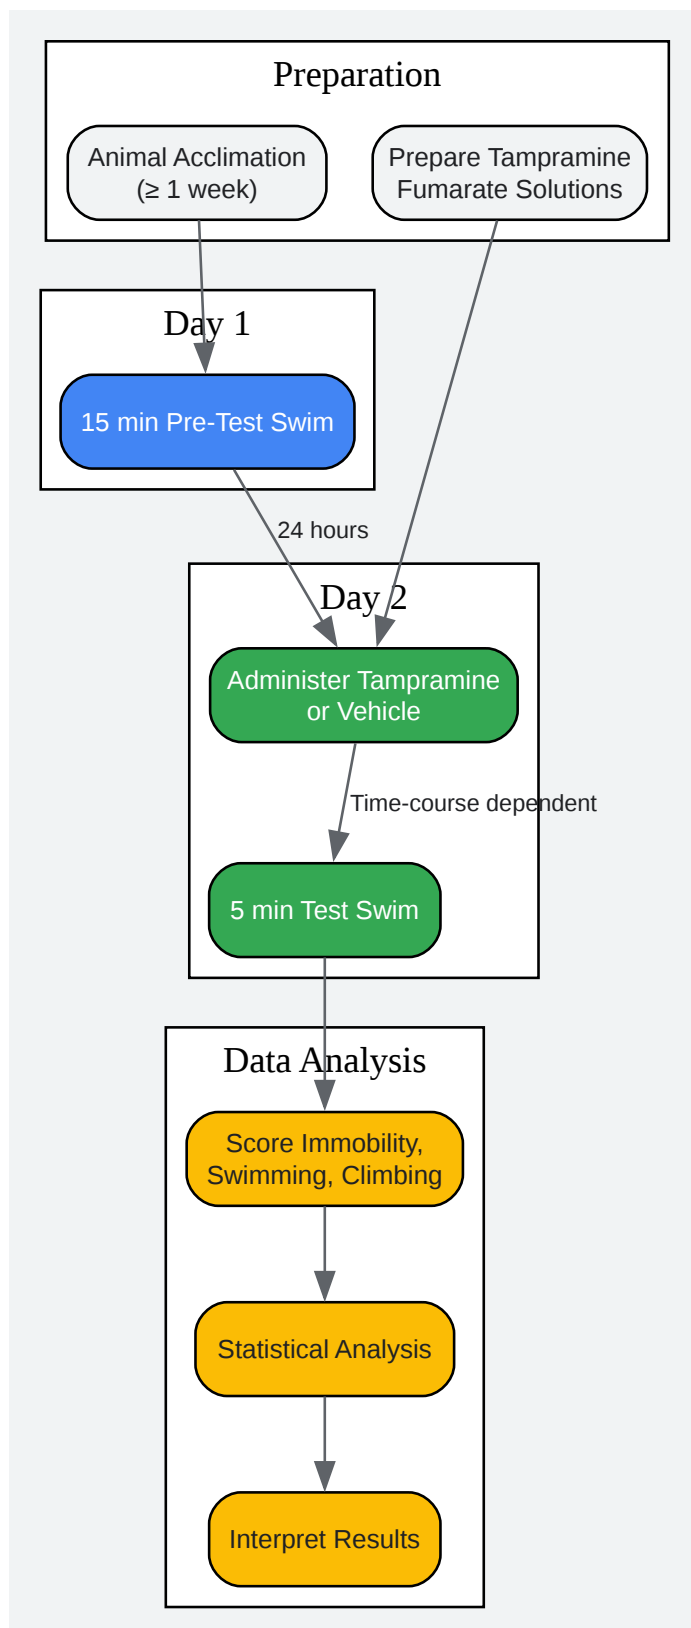 Preparation
Animal Acclimation
(≥ 1 week)
Prepare Tampramine
Fumarate Solutions
Day 1
15 min Pre-Test Swim
24 hours
Day 2
Administer Tampramine
or Vehicle
Time-course dependent
5 min Test Swim
Data Analysis
Score Immobility,
Swimming, Climbing
Statistical Analysis
Interpret Results